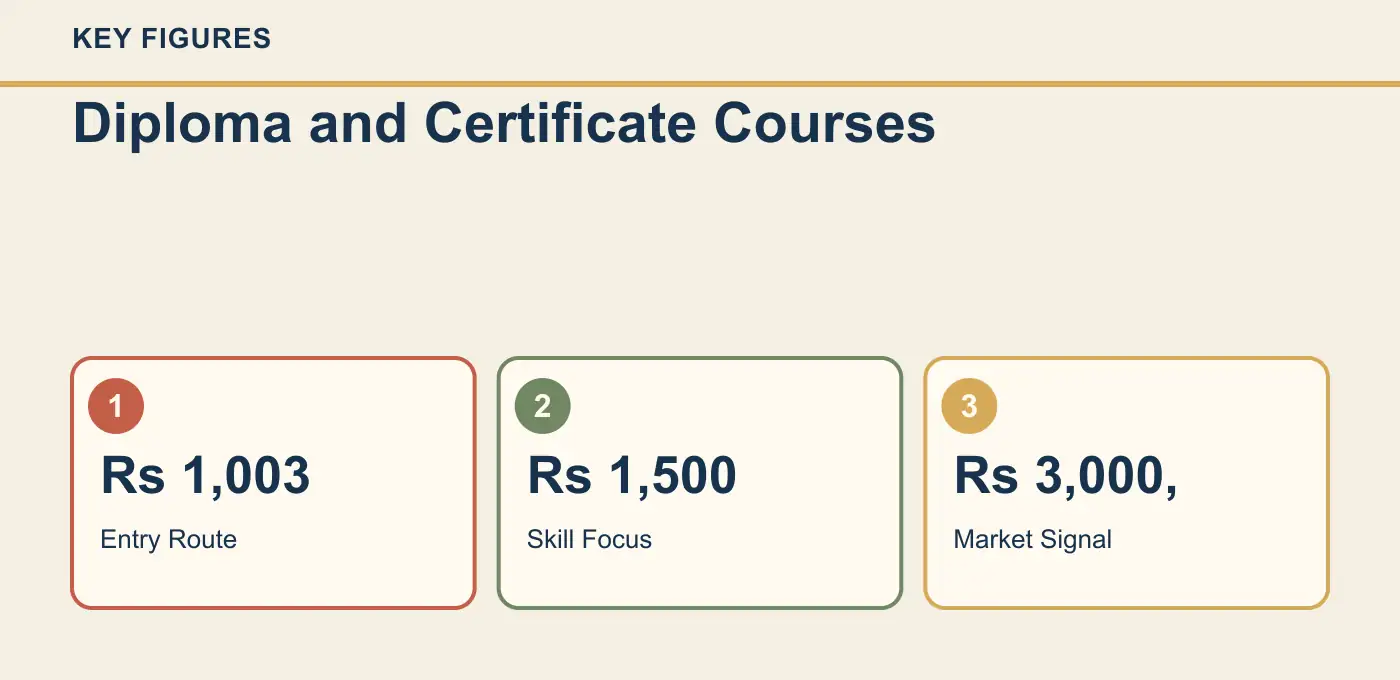 KEY FIGURES
Diploma and Certificate Courses
1
Rs 1,003
Entry Route
2
Rs 1,500
Skill Focus
3
Rs 3,000,
Market Signal